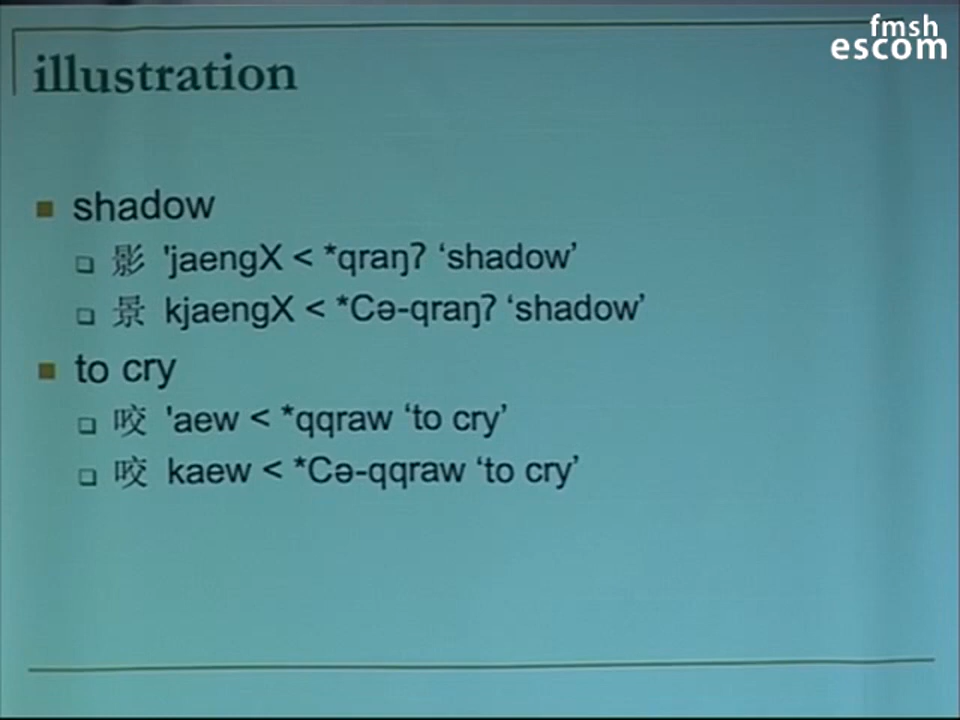 fmsh
escom
illustration
shadow
影 'jaengX < *qraŋʔ ‘shadow’
景 kjaengX < *Cə-qraŋʔ ‘shadow’
to cry
咬 'aew < *qqraw ‘to cry’
咬 kaew < *Cə-qqraw ‘to cry’